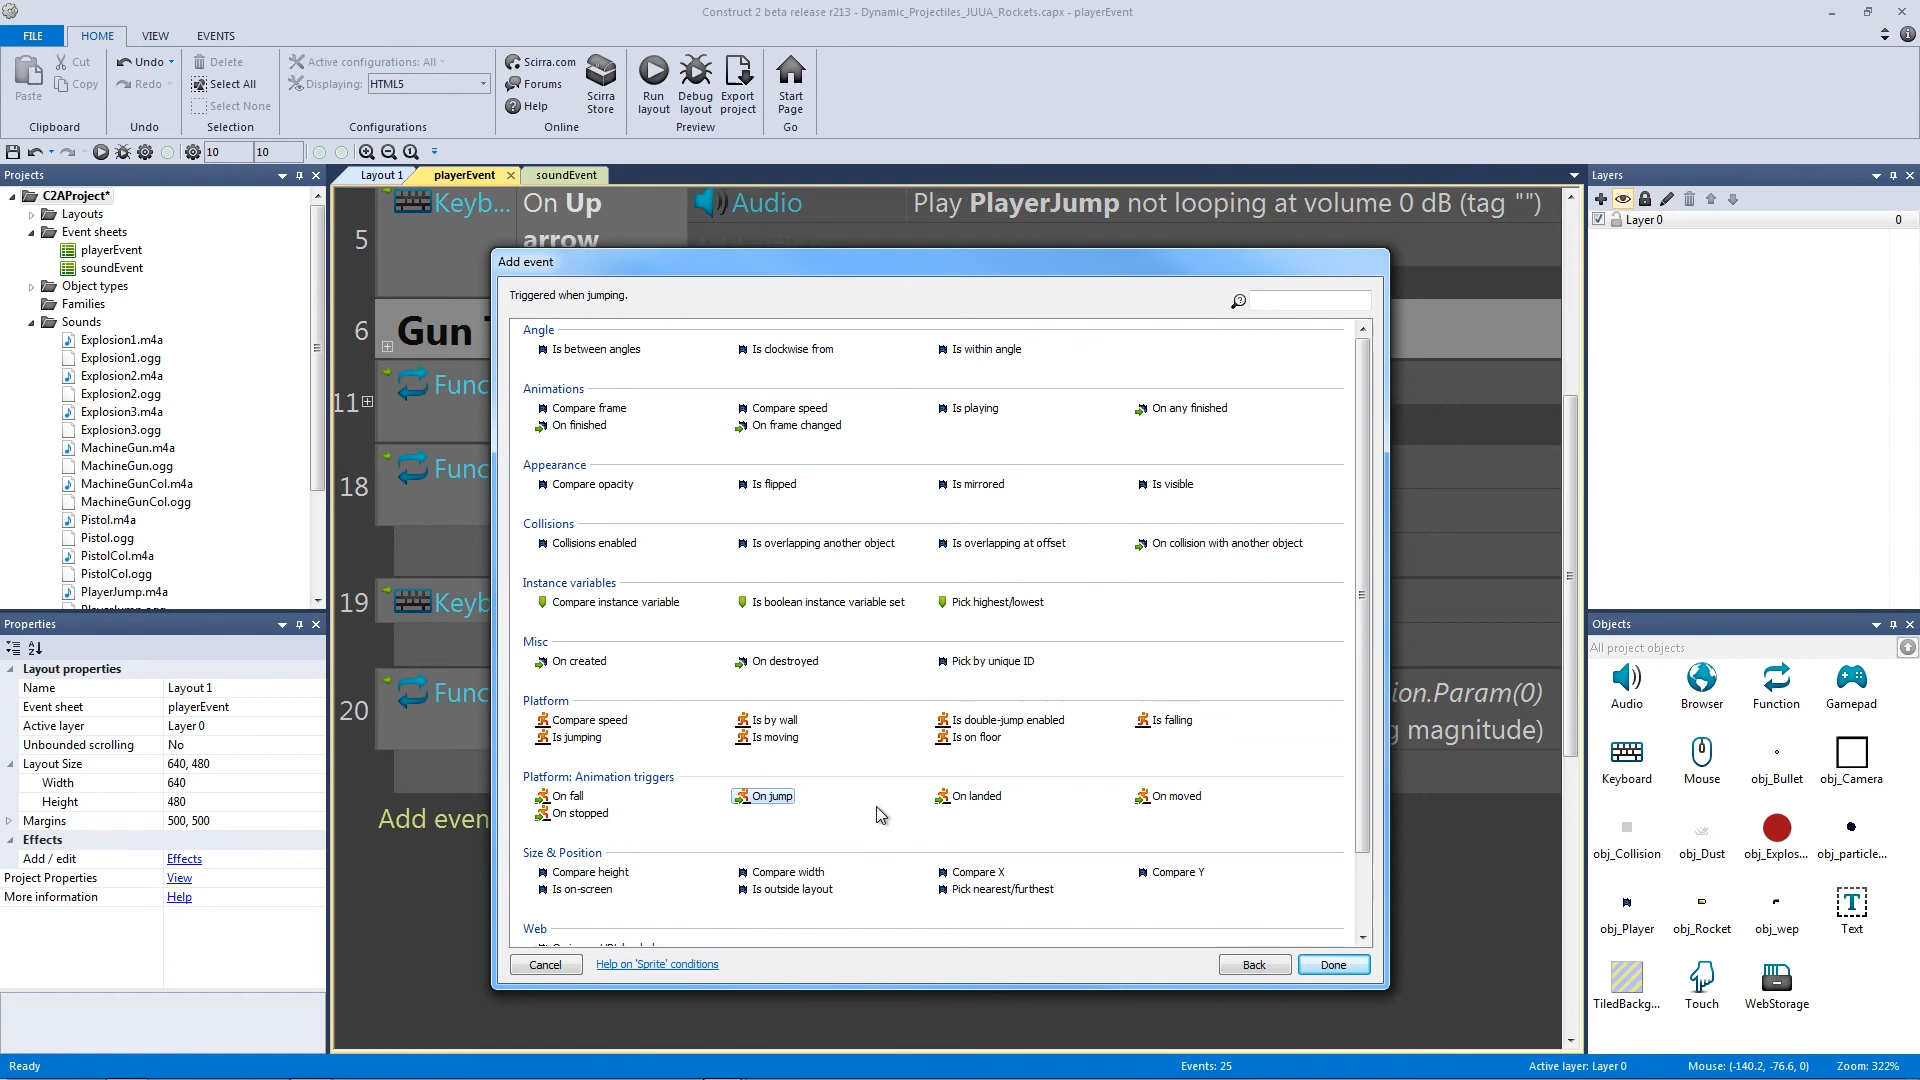 Construct 2 beta release r213 - Dynamic_Projectiles_JUUA_Rockets.capx - playerEvent
FILE
HOME
VIEW
EVENTS
Paste
Cut
Copy
Clipboard
Undo
Redo
Undo
Delete
Select All
Select None
Selection
Active configurations: All
Displaying:
HTML5
Configurations
Scirra.com
Forums
Help
Scirra
Store
Online
Run
layout
Debug
layout
Export
project
Preview
Start
Page
Go
10
10
Projects
C2AProject*
Layouts
Event sheets
playerEvent
soundEvent
Object types
Families
Sounds
Explosion1.m4a
Explosion1.ogg
Explosion2.m4a
Explosion2.ogg
Explosion3.m4a
Explosion3.ogg
MachineGun.m4a
MachineGun.ogg
MachineGunCol.m4a
MachineGunCol.ogg
Pistol.m4a
Pistol.ogg
PistolCol.m4a
PistolCol.ogg
PlayerJump.m4a
Properties
Layout properties
Name Layout 1
Event sheet playerEvent
Active layer Layer 0
Unbounded scrolling No
Layout Size 640, 480
Width 640
Height 480
Margins 500, 500
Effects
Add / edit Effects
Project Properties View
More information Help
Layout 1
playerEvent
soundEvent
5
Keyb...
On Up
arrow
Audio
Play PlayerJump not looping at volume 0 dB (tag "")
6
Gun
11
Func
18
Func
19
Keyb
20
Func
ion.Param(0)
g magnitude)
Add even
Add event
Triggered when jumping.
Angle
Is between angles
Is clockwise from
Is within angle
Animations
Compare frame
Compare speed
Is playing
On any finished
On finished
On frame changed
Appearance
Compare opacity
Is flipped
Is mirrored
Is visible
Collisions
Collisions enabled
Is overlapping another object
Is overlapping at offset
On collision with another object
Instance variables
Compare instance variable
Is boolean instance variable set
Pick highest/lowest
Misc
On created
On destroyed
Pick by unique ID
Platform
Compare speed
Is by wall
Is double-jump enabled
Is falling
Is jumping
Is moving
Is on floor
Platform: Animation triggers
On fall
On jump
On landed
On moved
On stopped
Size & Position
Compare height
Compare width
Compare X
Compare Y
Is on-screen
Is outside layout
Pick nearest/furthest
Web
Cancel
Help on 'Sprite' conditions
Back
Done
Layers
Layer 0
0
Objects
All project objects
Audio
Browser
Function
Gamepad
Keyboard
Mouse
obj_Bullet
obj_Camera
obj_Collision
obj_Dust
obj_Explos...
obj_particle...
obj_Player
obj_Rocket
obj_wep
Text
TiledBackg...
Touch
WebStorage
Ready
Events: 25
Active layer: Layer 0
Mouse: (-140.2, -76.6, 0)
Zoom: 322%